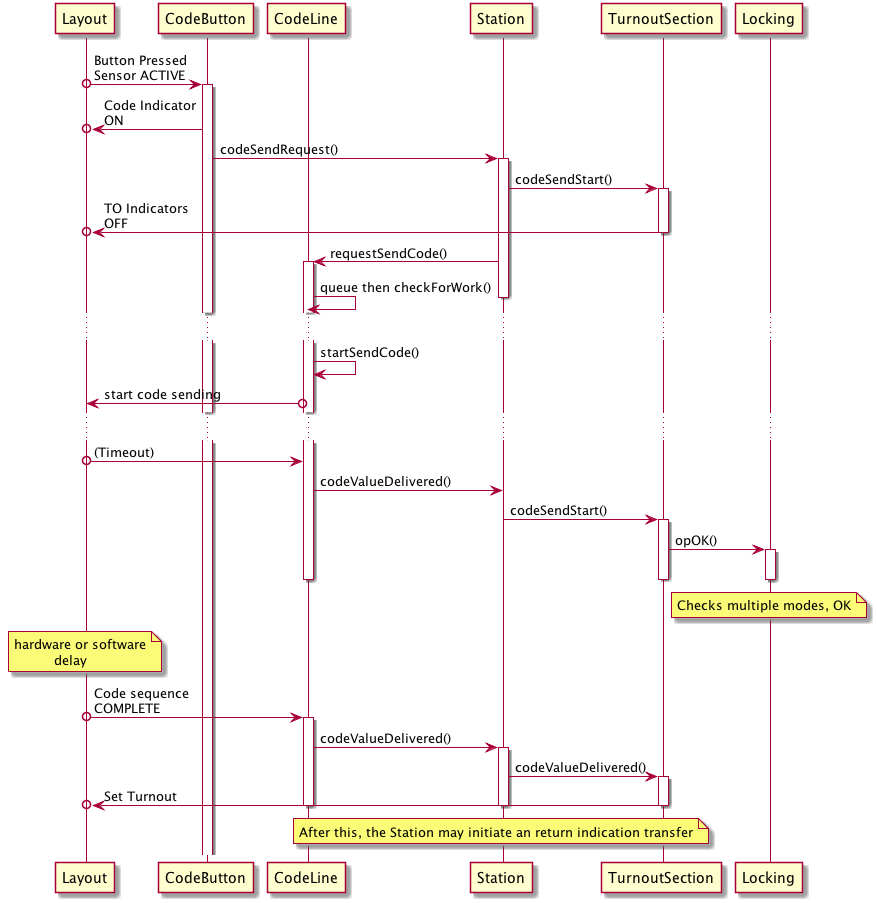 Layout
CodeButton
CodeLine
Station
TurnoutSection
Locking
Button Pressed
Sensor ACTIVE
Code Indicator
ON
codeSendRequest()
codeSendStart()
TO Indicators
OFF
requestSendCode()
queue then checkForWork()
startSendCode()
start code sending
(Timeout)
codeValueDelivered()
codeSendStart()
opOK()
Checks multiple modes, OK
hardware or software
delay
Code sequence
COMPLETE
codeValueDelivered()
codeValueDelivered()
Set Turnout
After this, the Station may initiate an return indication transfer
Layout
CodeButton
CodeLine
Station
TurnoutSection
Locking